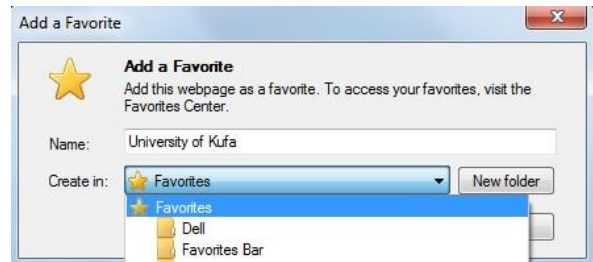 Add a Favorite
Add a Favorite
Add this webpage as a favorite. To access your favorites, visit the
Favorites Center.
Name: University of Kufa
Create in: Favorites New folder
Favorites
Dell
Favorites Bar